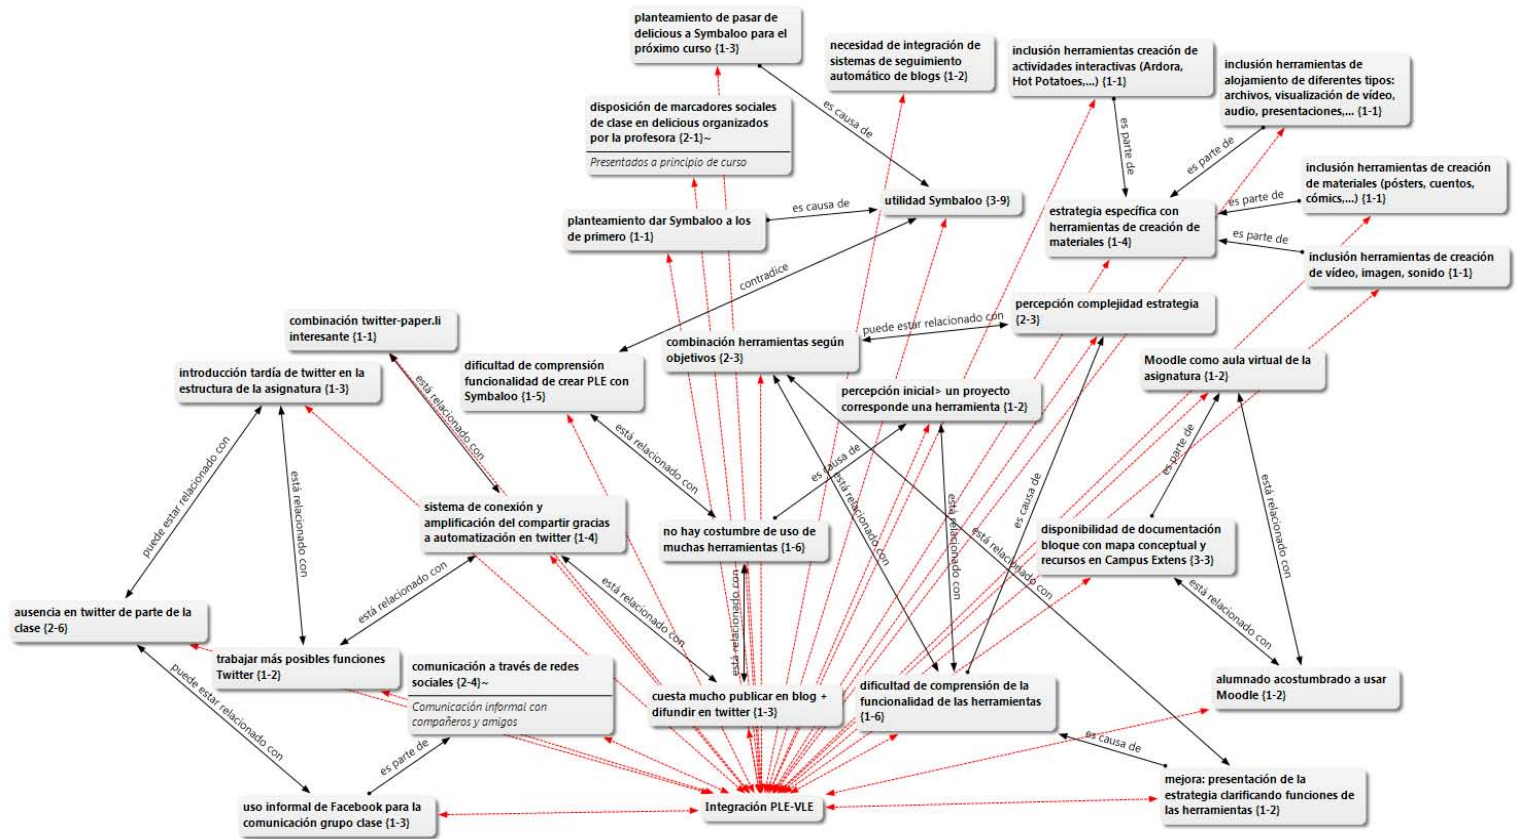 planteamiento de pasar de
delicious a Symbaloo para el
próximo curso {1-3}
necesidad de integración de
sistemas de seguimiento
automático de blogs {1-2}
inclusión herramientas creación de
actividades interactivas (Ardora,
Hot Potatoes,...) {1-1}
inclusión herramientas de
alojamiento de diferentes tipos:
archivos, visualización de vídeo,
audio, presentaciones,... {1-1}
disposición de marcadores sociales
de clase en delicious organizados
por la profesora {2-1}~
Presentados a principio de curso
es causa de
es parte de
es parte de
inclusión herramientas de creación
de materiales (pósters, cuentos,
cómics,...) {1-1}
es parte de
planteamiento dar Symbaloo a los
de primero {1-1}
es causa de
utilidad Symbaloo {3-9}
estrategia específica con
herramientas de creación de
materiales {1-4}
es parte de
inclusión herramientas de creación
de vídeo, imagen, sonido {1-1}
contradice
combinación twitter-paper.li
interesante {1-1}
percepción complejidad estrategia
{2-3}
puede estar relacionado con
combinación herramientas según
objetivos {2-3}
introducción tardía de twitter en la
estructura de la asignatura {1-3}
está relacionado con
dificultad de comprensión
funcionalidad de crear PLE con
Symbaloo {1-5}
Moodle como aula virtual de la
asignatura {1-2}
percepción inicial> un proyecto
corresponde una herramienta {1-2}
puede estar relacionado con
está relacionado con
está relacionado con
es causa de
está relacionado con
está relacionado con
es causa de
es parte de
está relacionado con
sistema de conexión y
amplificación del compartir gracias
a automatización en twitter {1-4}
no hay costumbre de uso de
muchas herramientas {1-6}
está relacionado con
disponibilidad de documentación
bloque con mapa conceptual y
recursos en Campus Extens {3-3}
está relacionado con
está relacionado con
está relacionado con
está relacionado con
ausencia en twitter de parte de la
clase {2-6}
puede estar relacionado con
trabajar más posibles funciones
Twitter {1-2}
comunicación a través de redes
sociales {2-4}~
Comunicación informal con
compañeros y amigos
cuesta mucho publicar en blog +
difundir en twitter {1-3}
dificultad de comprensión de la
funcionalidad de las herramientas
{1-6}
alumnado acostumbrado a usar
Moodle {1-2}
es parte de
es causa de
uso informal de Facebook para la
comunicación grupo clase {1-3}
Integración PLE-VLE
mejora: presentación de la
estrategia clarificando funciones de
las herramientas {1-2}